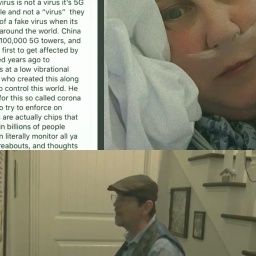 virus is not a virus it's 5G
le and not a "virus" they
of a fake virus when its
around the world. China
100,000 5G towers, and
first to get affected by
ed years ago to
s at a low vibrational
who created this along
o control this world. He
for this so called corona
o try to enforce on
are actually chips that
in billions of people
n literally monitor all ya
reabouts, and thoughts